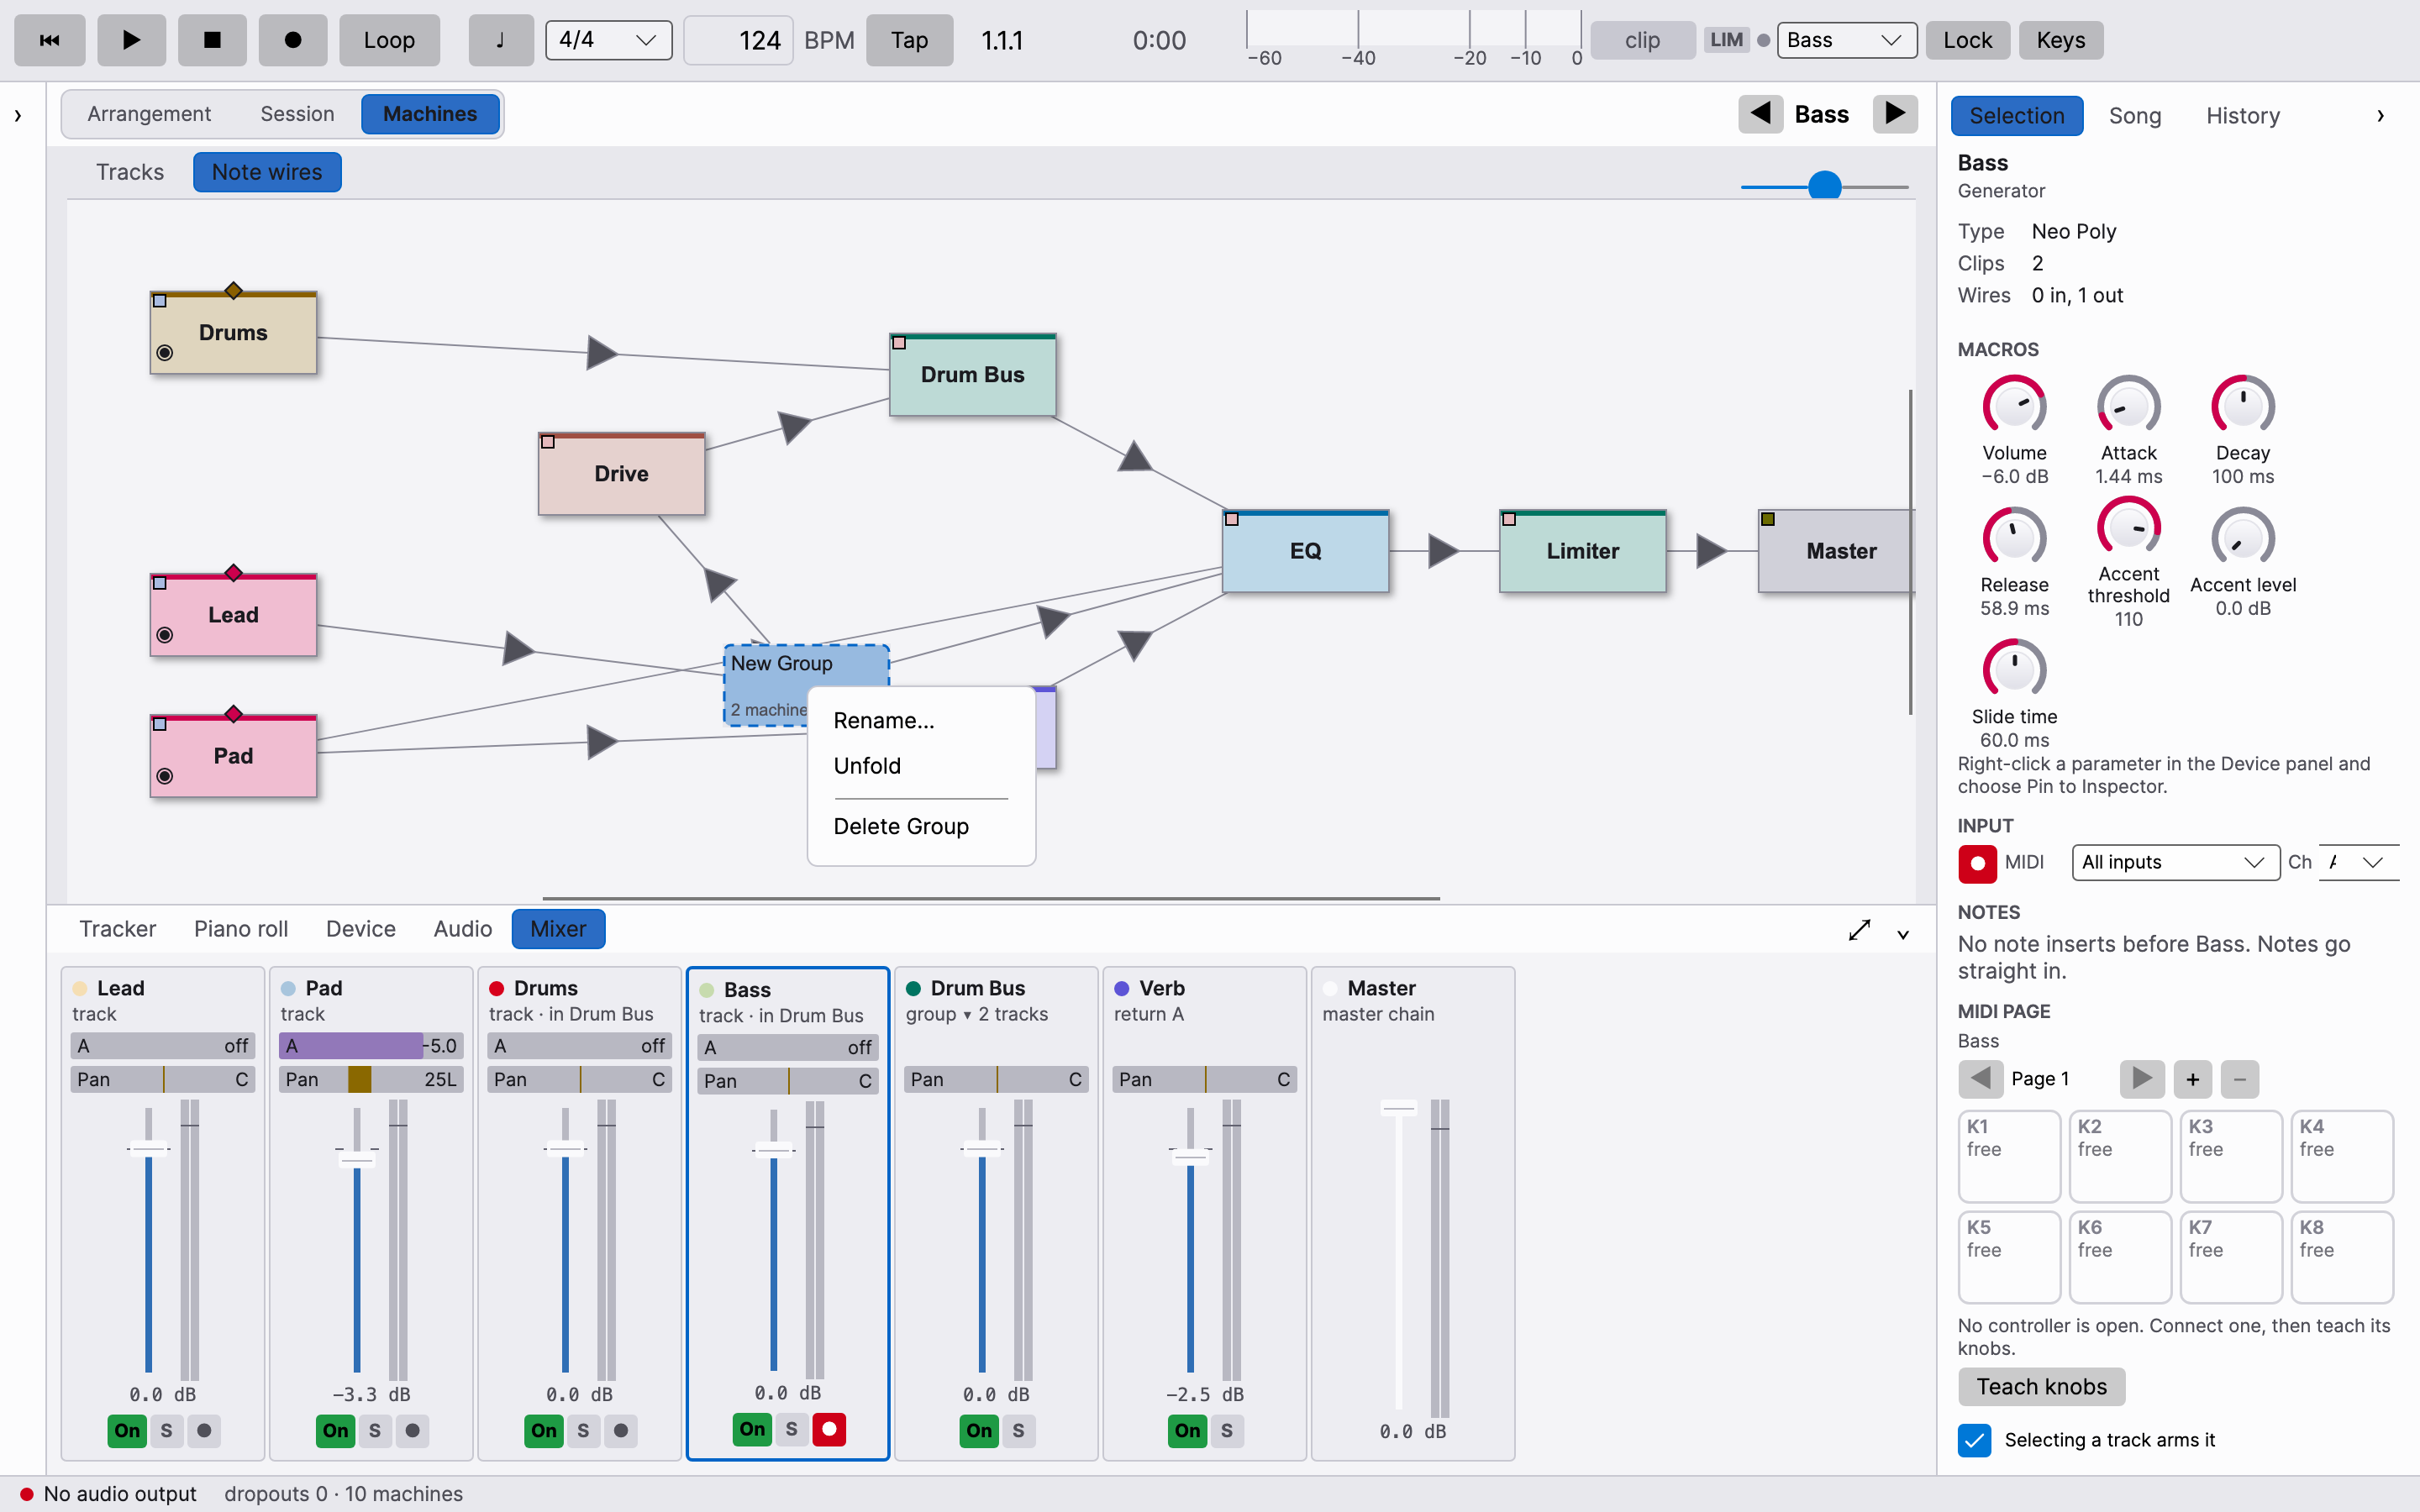 Loop
4/4
124
BPM
Tap
1.1.1
0:00
−60
−40
−20
−10
0
clip
LIM
Bass
Lock
Keys
Arrangement
Session
Machines
Bass
Tracks
Note wires
Drums
Drum Bus
Drive
Lead
EQ
Limiter
Master
Pad
New Group
2 machine
Rename...
Unfold
Delete Group
Selection
Song
History
Bass
Generator
Type Neo Poly
Clips 2
Wires 0 in, 1 out
MACROS
Volume
−6.0 dB
Attack
1.44 ms
Decay
100 ms
Release
58.9 ms
Accent
threshold
110
Accent level
0.0 dB
Slide time
60.0 ms
Right-click a parameter in the Device panel and
choose Pin to Inspector.
INPUT
MIDI
All inputs
Ch
NOTES
No note inserts before Bass. Notes go
straight in.
MIDI PAGE
Bass
Page 1
+
−
K1
free
K2
free
K3
free
K4
free
K5
free
K6
free
K7
free
K8
free
No controller is open. Connect one, then teach its
knobs.
Teach knobs
Selecting a track arms it
Tracker
Piano roll
Device
Audio
Mixer
Lead
track
A off
Pan C
0.0 dB
On S
Pad
track
A −5.0
Pan 25L
−3.3 dB
On S
Drums
track · in Drum Bus
A off
Pan C
0.0 dB
On S
Bass
track · in Drum Bus
A off
Pan C
0.0 dB
On S
Drum Bus
group ▾ 2 tracks
Pan C
0.0 dB
On S
Verb
return A
Pan C
−2.5 dB
On S
Master
master chain
0.0 dB
No audio output
dropouts 0 · 10 machines